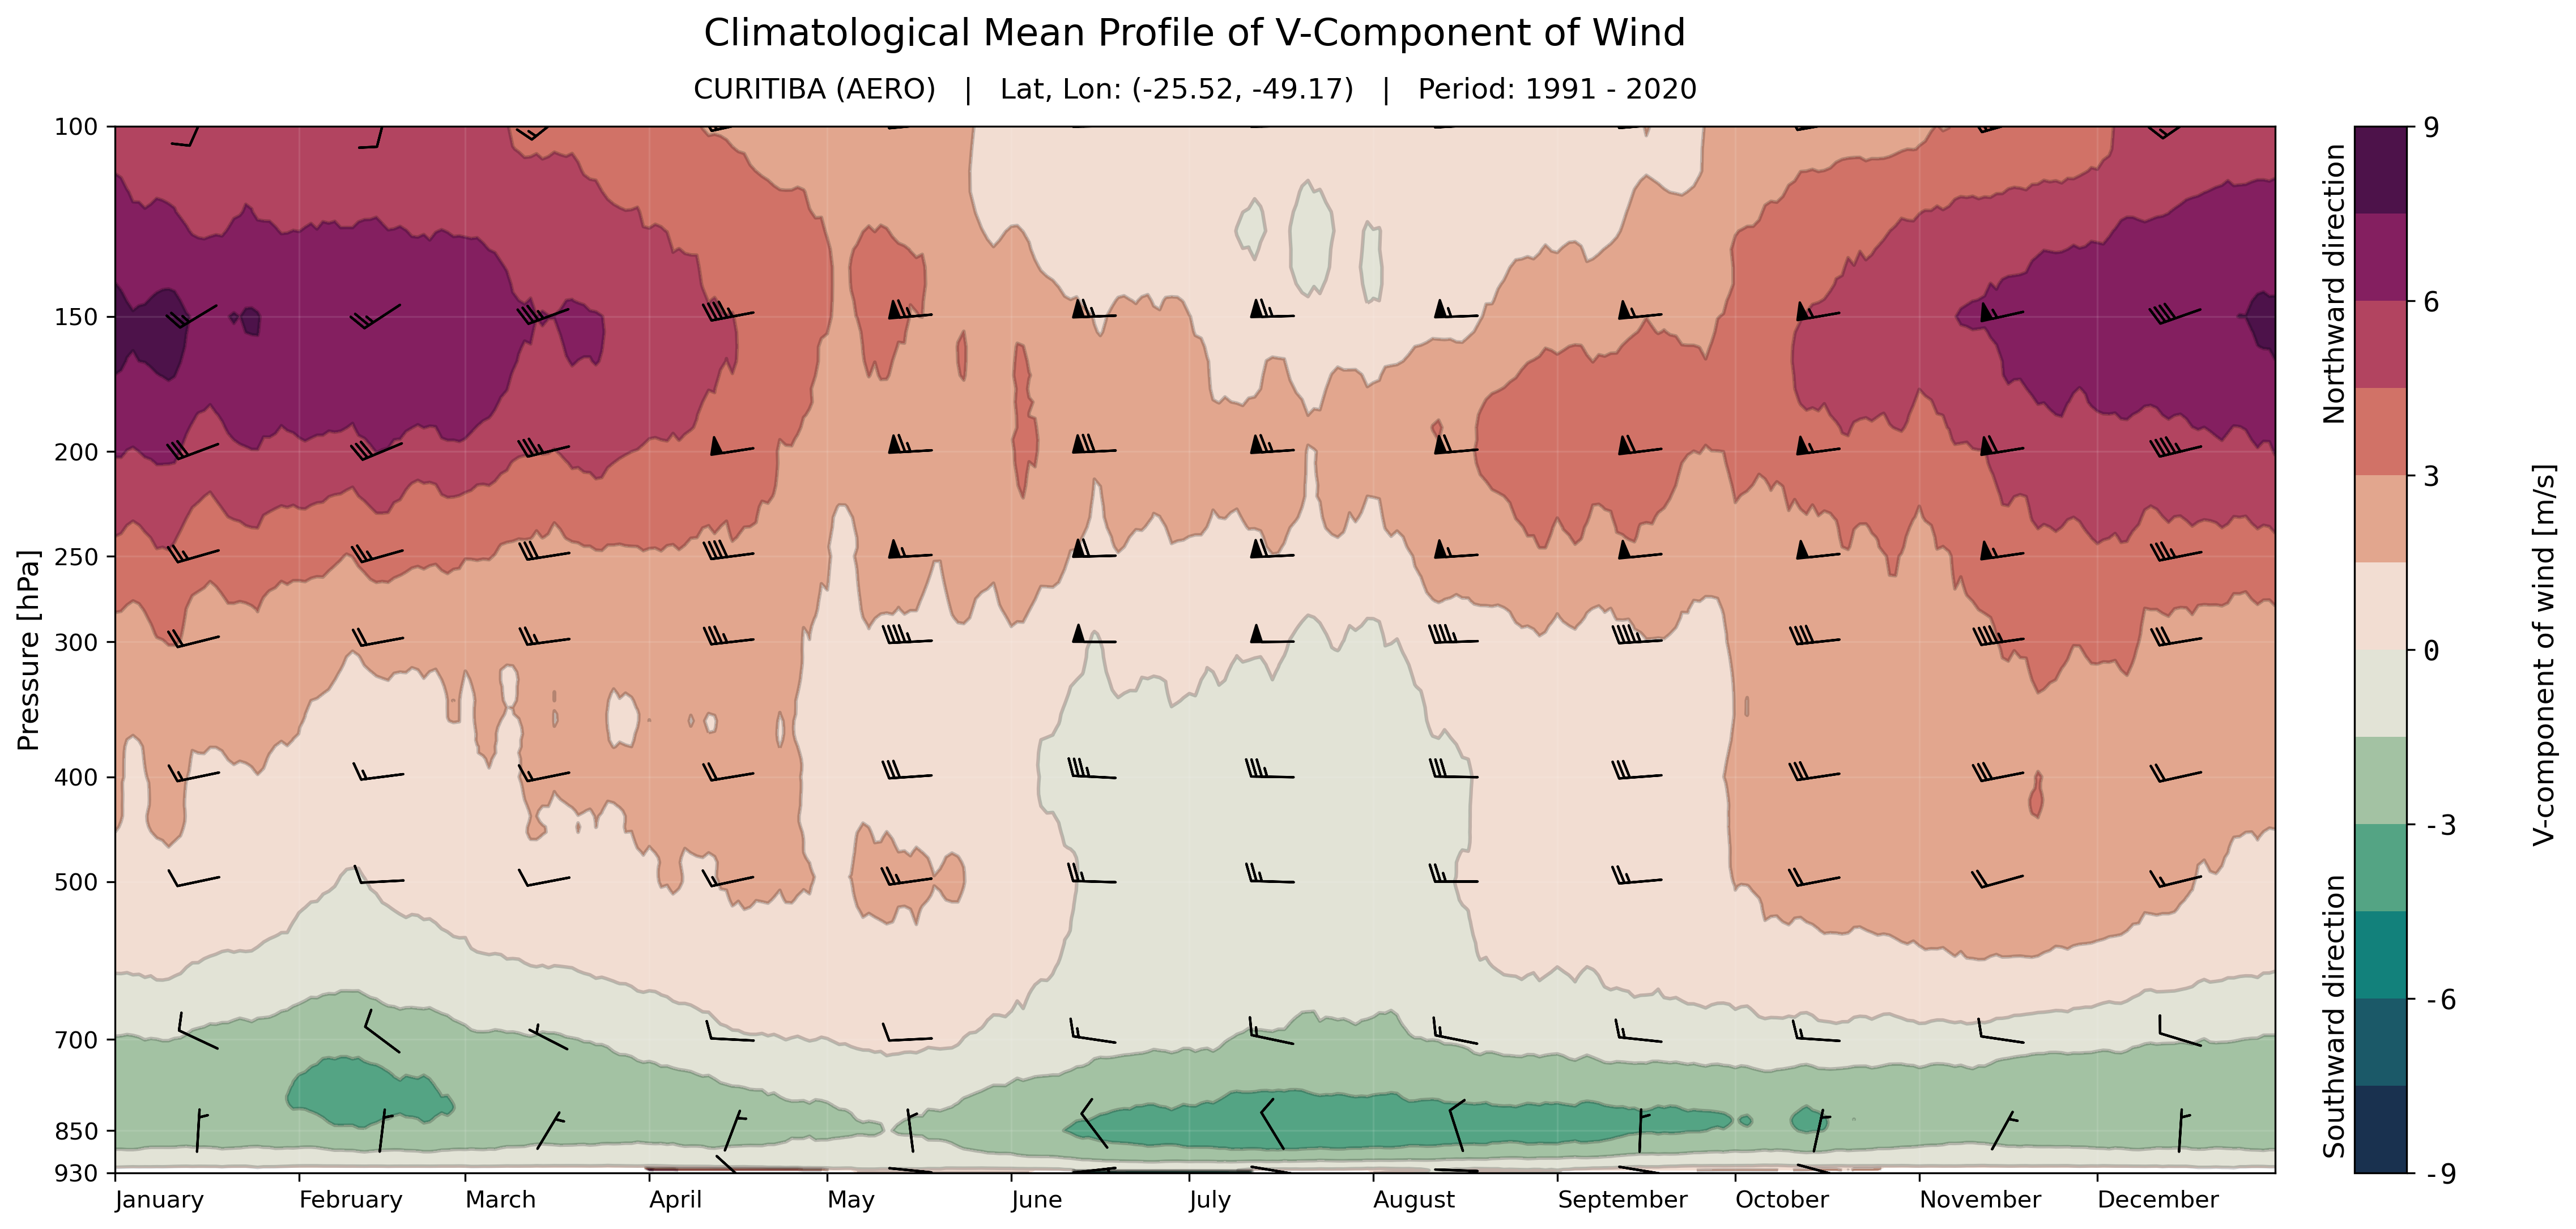 Climatological Mean Profile of V-Component of Wind
CURITIBA (AERO) | Lat, Lon: (-25.52, -49.17) | Period: 1991 - 2020
Pressure [hPa]
100
150
200
250
300
400
500
700
850
930
January February March April May June July August September October November December
Northward direction
Southward direction
9
6
3
0
-3
-6
-9
V-component of wind [m/s]